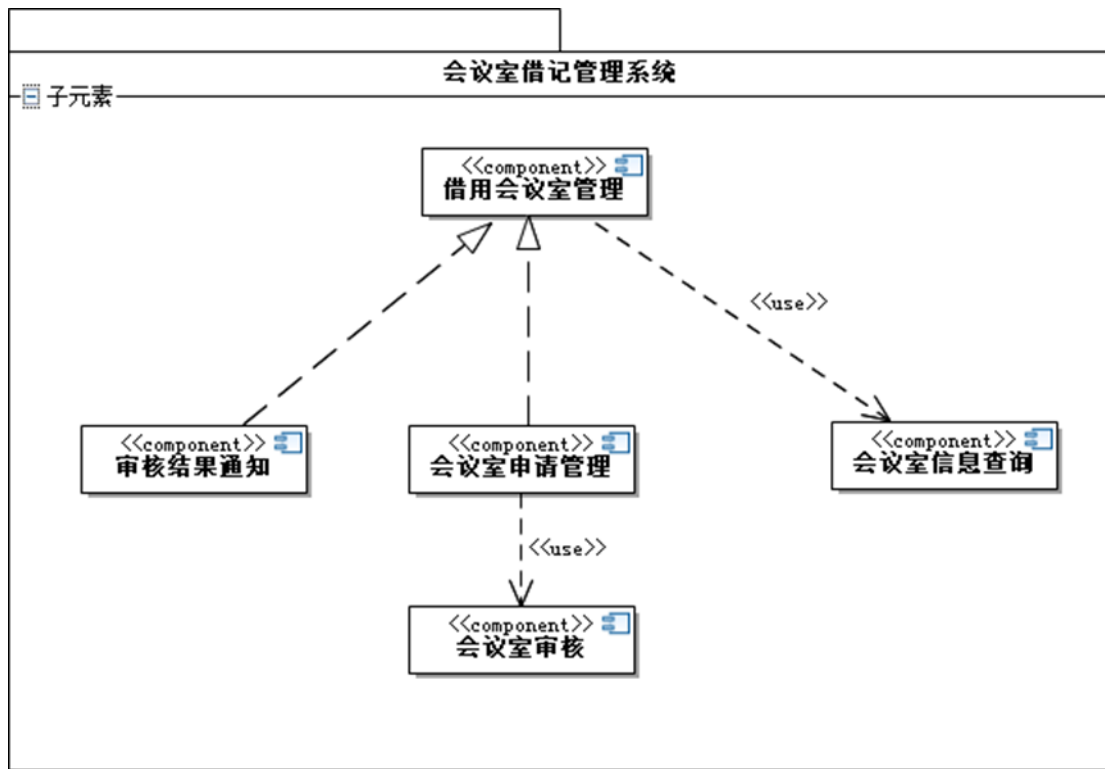 会议室借记管理系统
子元素
<<component>>
借用会议室管理
<<use>>
<<component>>
审核结果通知
<<component>>
会议室申请管理
<<component>>
会议室信息查询
<<use>>
<<component>>
会议室审核